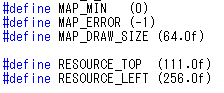 #define MAP_MIN (0)
#define MAP_ERROR (-1)
#define MAP_DRAW_SIZE (64.0f)
#define RESOURCE_TOP (111.0f)
#define RESOURCE_LEFT (256.0f)